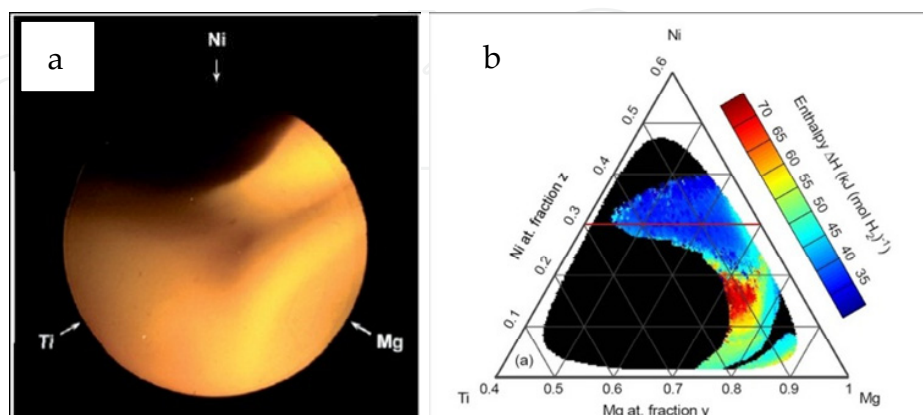 a
Ni
Ti
Mg
b
Ni
0.6
0.5
0.4
0.3
0.2
0.1
Ni at. fraction z
Enthalpy ΔH (kJ (mol H₂)⁻¹)
70
65
60
55
50
45
40
35
(a)
Ti
0.4
0.5
0.6
0.7
0.8
0.9
1
Mg
Mg at. fraction y